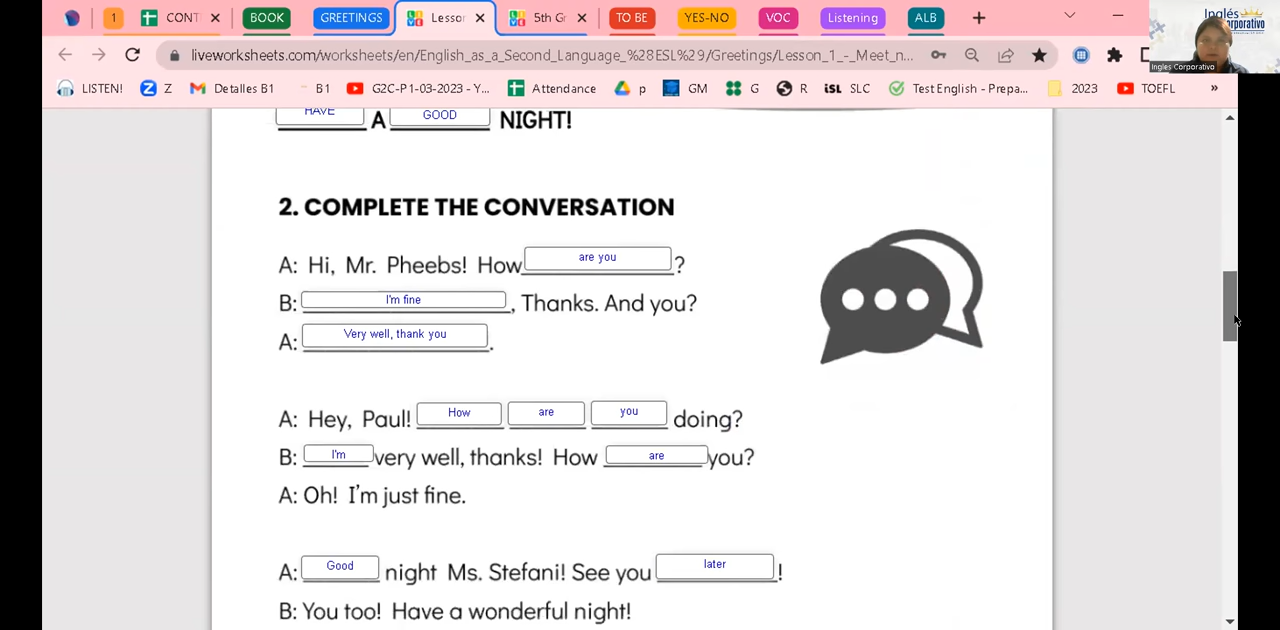 1 CONT BOOK GREETINGS Lesso 5th Gr TO BE YES-NO VOC Listening ALB
Inglés Corporativo
liveworksheets.com/worksheets/en/English_as_a_Second_Language_%28ESL%29/Greetings/Lesson_1_-_Meet_n...
Ingles Corporativo
LISTEN! Z Z Detalles B1 B1 G2C-P1-03-2023 - Y... Attendance p GM G R iSL SLC Test English - Prepa... 2023 TOEFL »
HAVE A GOOD NIGHT!
2. COMPLETE THE CONVERSATION
A: Hi, Mr. Pheebs! How are you ?
B: I'm fine , Thanks. And you?
A: Very well, thank you .
A: Hey, Paul! How are you doing?
B: I'm very well, thanks! How are you?
A: Oh! I'm just fine.
A: Good night Ms. Stefani! See you later !
B: You too! Have a wonderful night!